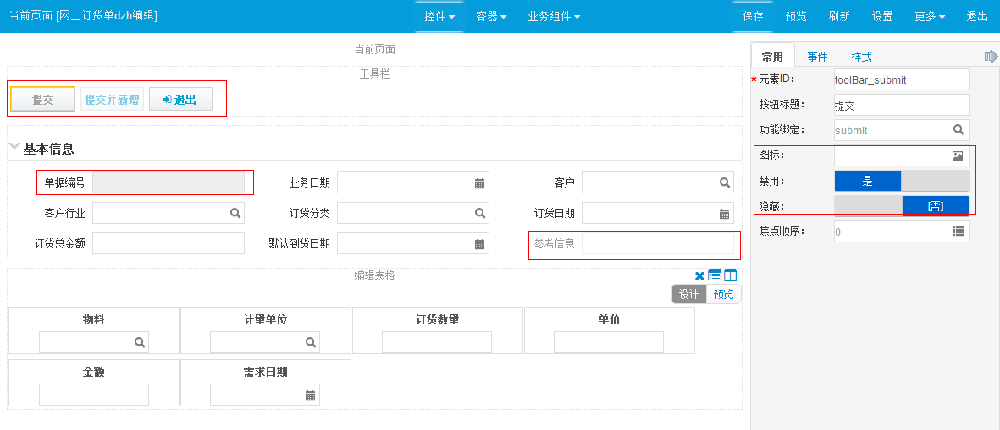 当前页面:[网上订货单dzh编辑] 控件 容器 业务组件 保存 预览 刷新 设置 更多 退出
当前页面
工具栏
提交 提交并新增 退出
基本信息
单据编号 业务日期 客户
客户行业 订货分类 订货日期
订货总金额 默认到货日期 参考信息
编辑表格
设计 预览
物料 计量单位 订货数量 单价
金额 需求日期
常用 事件 样式
*元素ID: toolBar_submit
按钮标题: 提交
功能绑定: submit
图标:
禁用: 是
隐藏: [否]
焦点顺序: 0